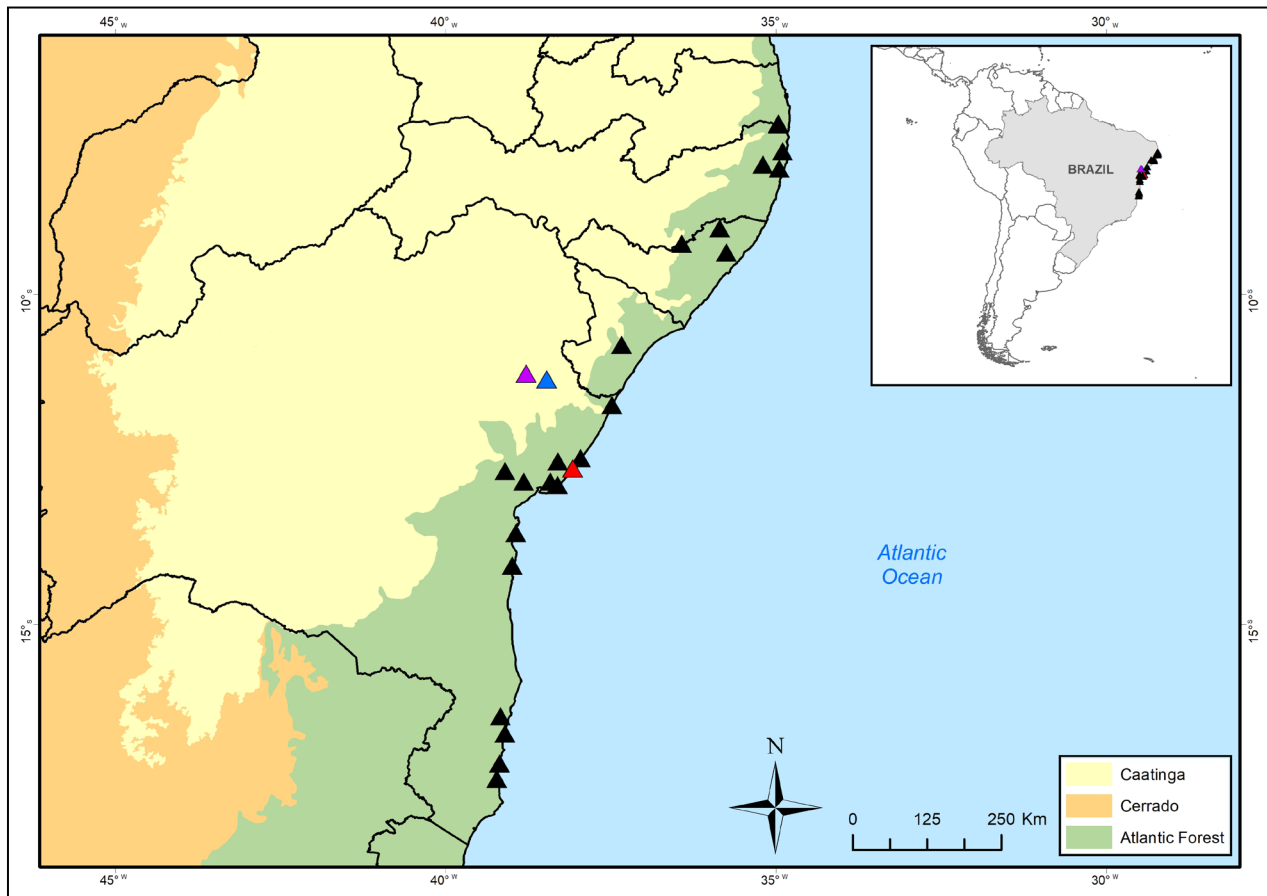 45° W
40° W
35° W
30° W
BRAZIL
10°S
10°S
Atlantic
Ocean
15°S
15°S
N
0 125 250 Km
Caatinga
Cerrado
Atlantic Forest
45° W
40° W
35° W
30° W